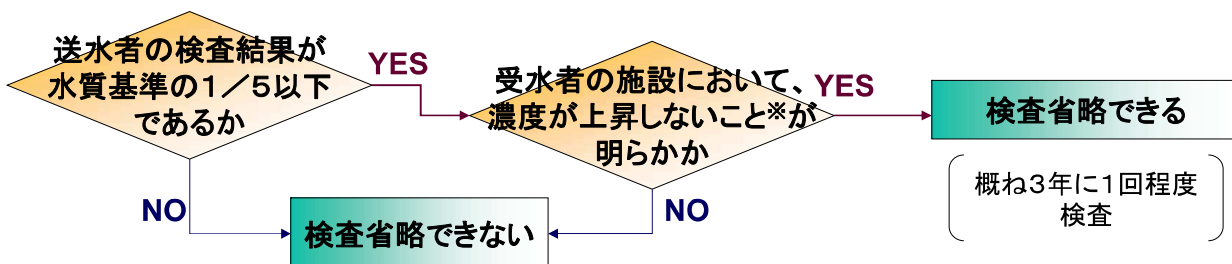 送水者の検査結果が
水質基準の１／５以下
であるか
YES
受水者の施設において、
濃度が上昇しないこと※が
明らかか
YES
検査省略できる
概ね３年に１回程度
検査
NO
検査省略できない
NO